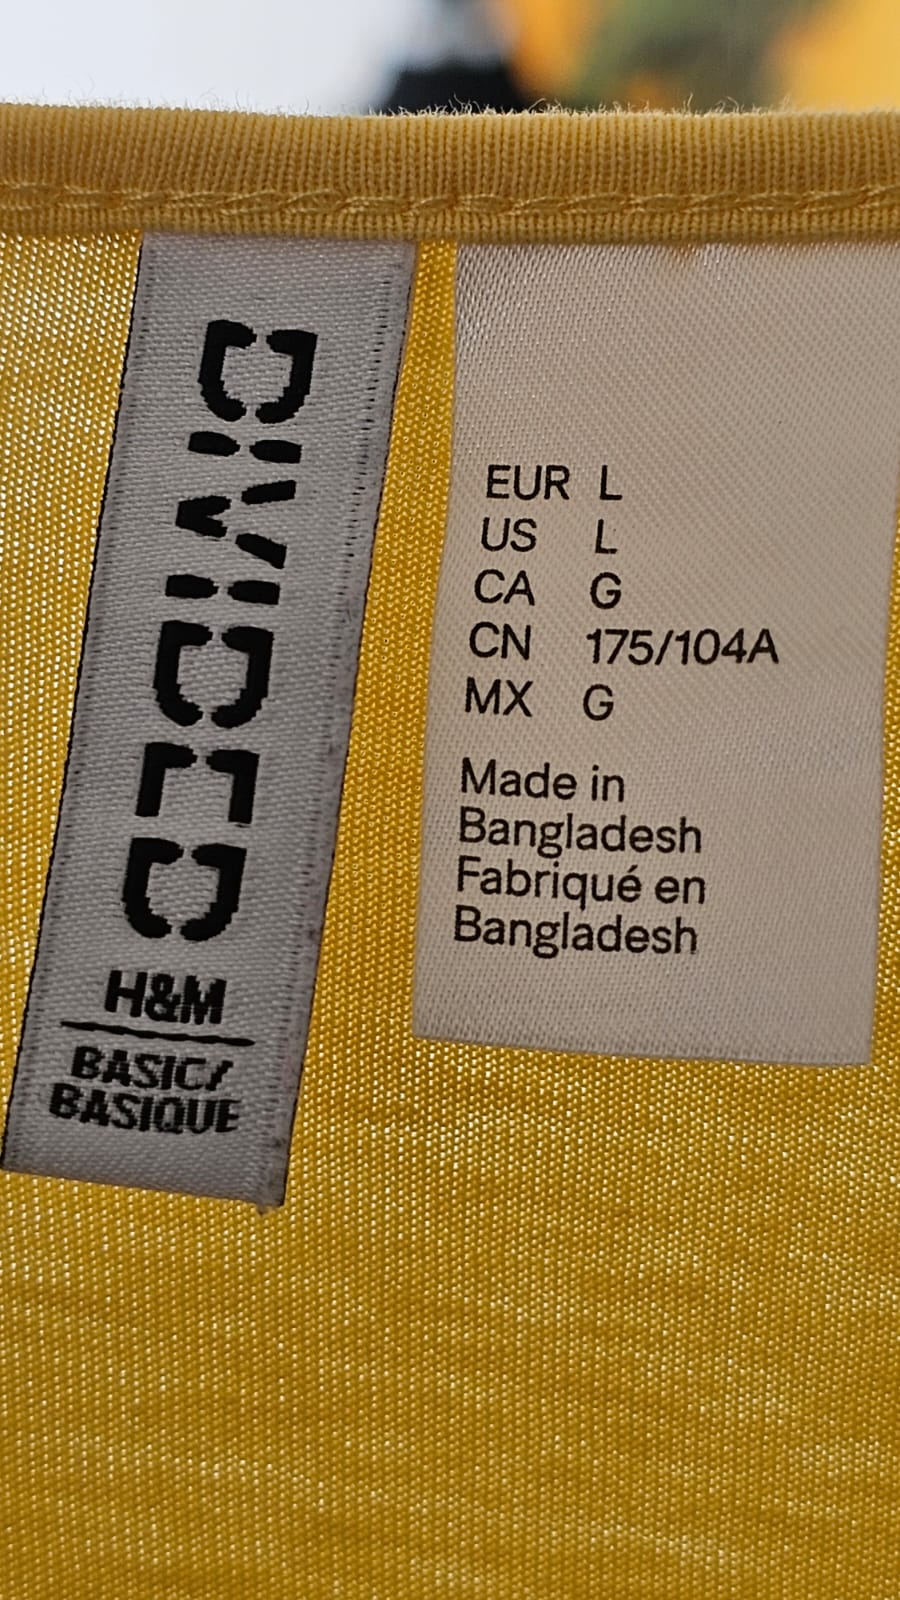 DIVIDED
H&M
BASIC/
BASIQUE
EUR L
US L
CA G
CN 175/104A
MX G
Made in
Bangladesh
Fabriqué en
Bangladesh